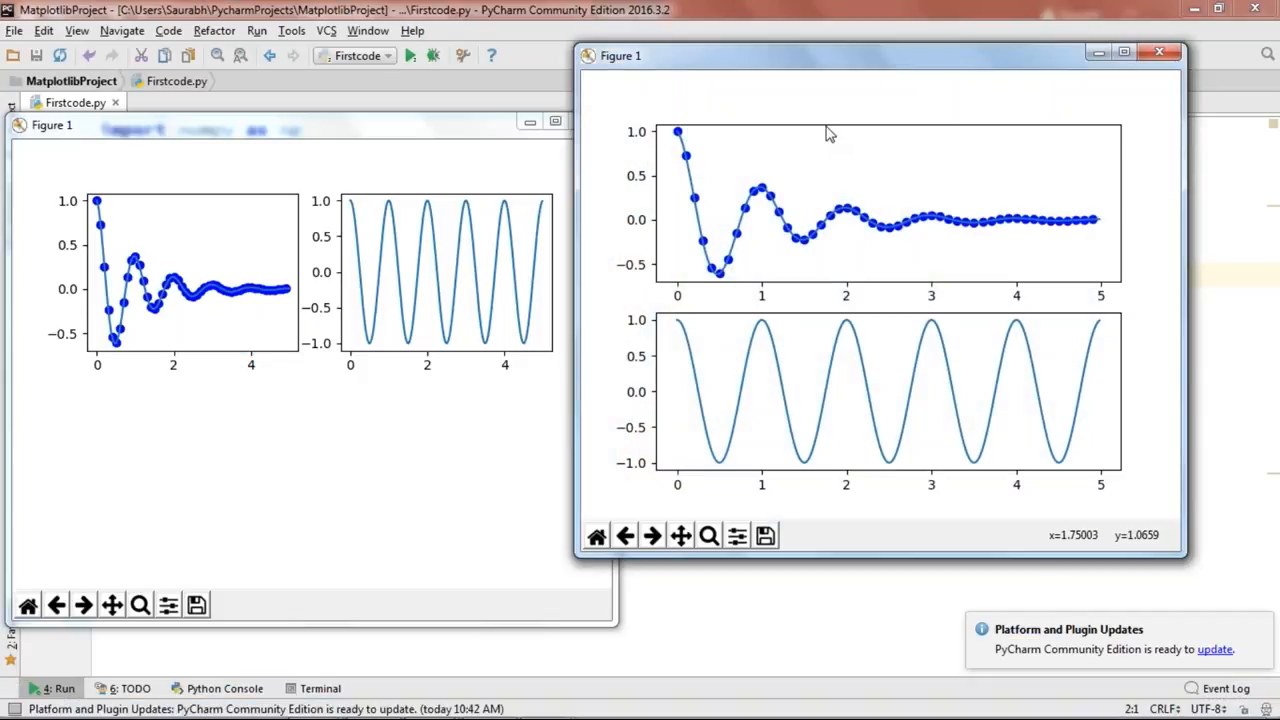 MatplotlibProject - [C:\Users\Saurabh\PycharmProjects\MatplotlibProject] - ...\Firstcode.py - PyCharm Community Edition 2016.3.2
File Edit View Navigate Code Refactor Run Tools VCS Window Help
Firstcode
MatplotlibProject Firstcode.py
Firstcode.py
import numpy as np
Figure 1
1.0
0.5
0.0
−0.5
0 2 4
1.0
0.5
0.0
−0.5
−1.0
0 2 4
Figure 1
1.0
0.5
0.0
−0.5
0 1 2 3 4 5
1.0
0.5
0.0
−0.5
−1.0
0 1 2 3 4 5
x=1.75003 y=1.0659
Platform and Plugin Updates
PyCharm Community Edition is ready to update.
4: Run 6: TODO Python Console Terminal Event Log
Platform and Plugin Updates: PyCharm Community Edition is ready to update. (today 10:42 AM) 2:1 CRLF÷ UTF-8÷